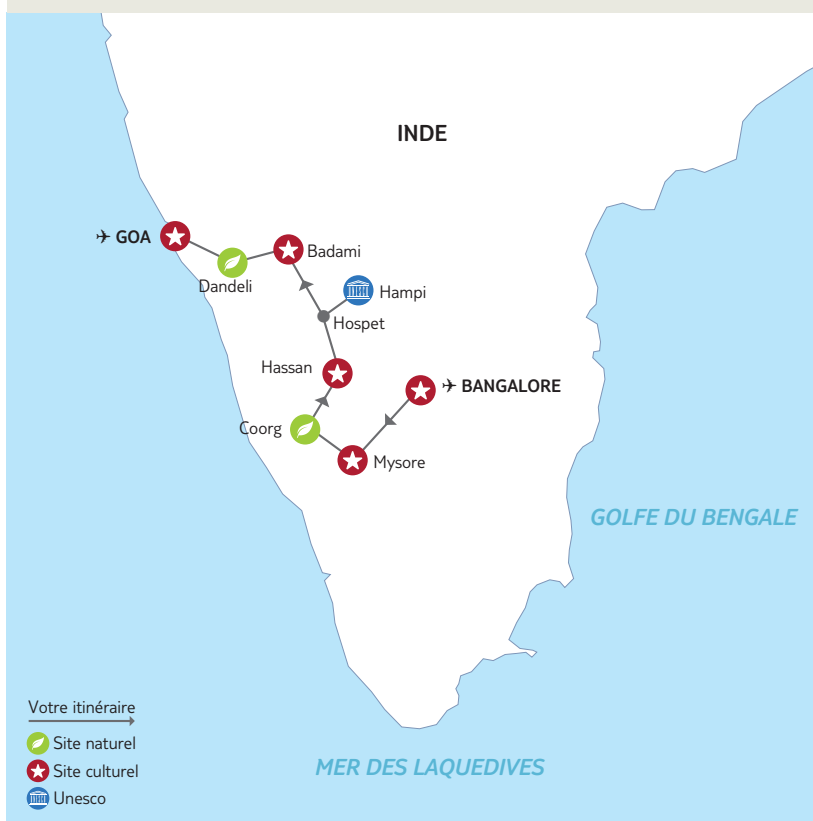 INDE
✈ GOA
Badami
Dandeli
Hampi
Hospet
Hassan
✈ BANGALORE
Coorg
Mysore
GOLFE DU BENGALE
MER DES LAQUEDIVES
Votre itinéraire
Site naturel
Site culturel
Unesco